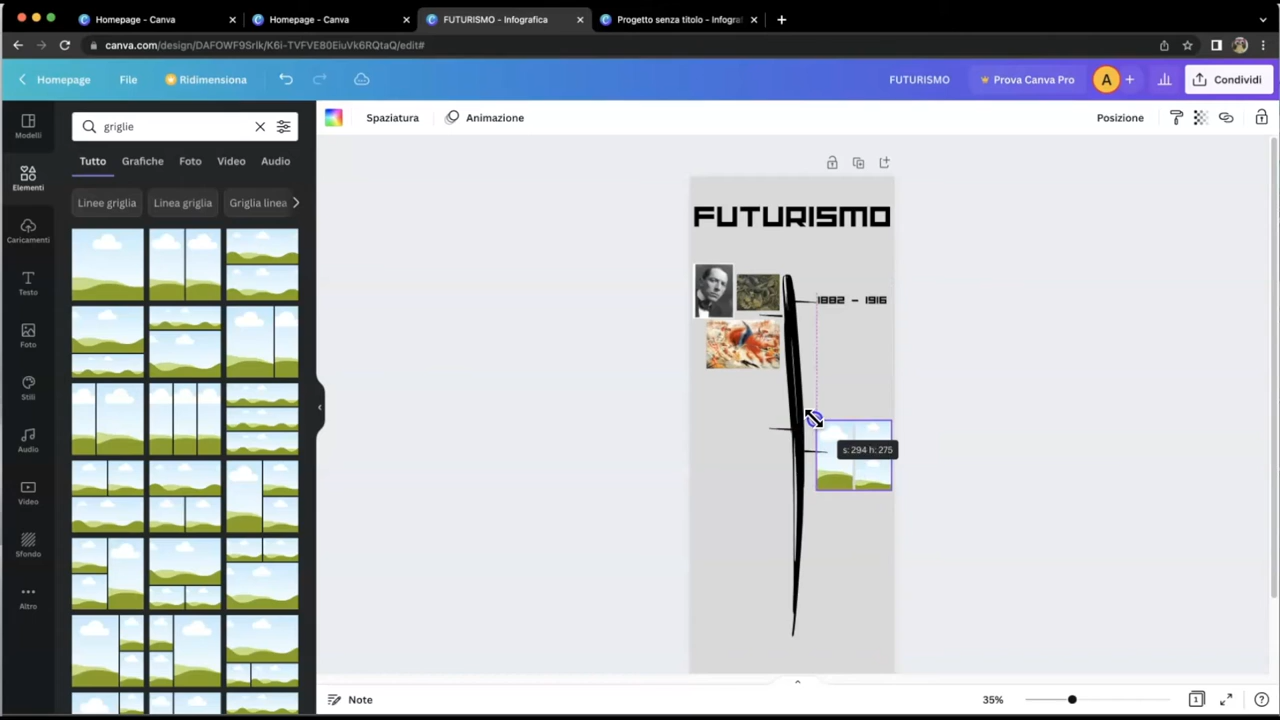 Homepage - Canva
Homepage - Canva
FUTURISMO - Infografica
Progetto senza titolo - Infograf
canva.com/design/DAFOWF9SrIk/K6i-TVFVE80EiuVk6RQtaQ/edit#
Homepage
File
Ridimensiona
FUTURISMO
Prova Canva Pro
A
Condividi
Modelli
Elementi
Caricamenti
Testo
Foto
Stili
Audio
Video
Sfondo
Altro
griglie
Tutto
Grafiche
Foto
Video
Audio
Linee griglia
Linea griglia
Griglia linea
Spaziatura
Animazione
Posizione
FUTURISMO
1882 - 1916
s: 294 h: 275
Note
35%
1